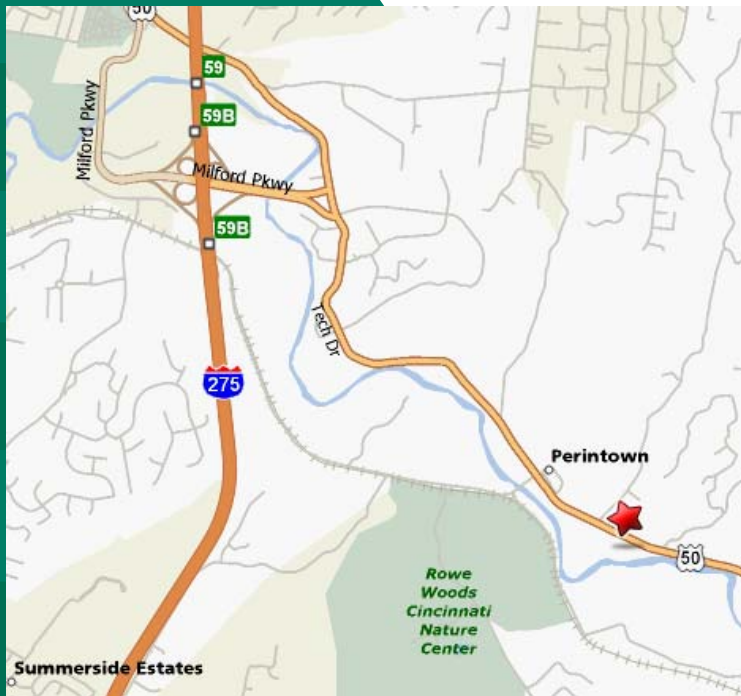 50
59
59B
Milford Pkwy
Milford Pkwy
59B
Tech Dr
275
Perintown
50
Rowe
Woods
Cincinnati
Nature
Center
Summerside Estates